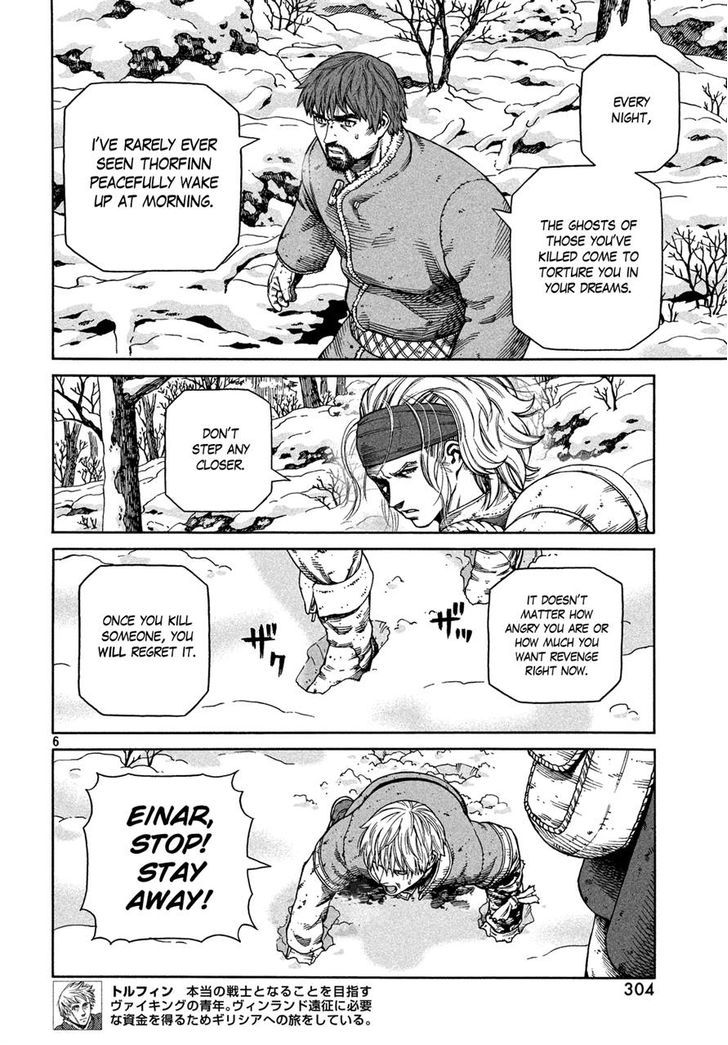 EVERY
NIGHT,
THE GHOSTS OF
THOSE YOU'VE
KILLED COME TO
TORTURE YOU IN
YOUR DREAMS.
I'VE RARELY EVER
SEEN THORFINN
PEACEFULLY WAKE
UP AT MORNING.
DON'T
STEP ANY
CLOSER.
IT DOESN'T
MATTER HOW
ANGRY YOU ARE OR
HOW MUCH YOU
WANT REVENGE
RIGHT NOW.
ザク
ザク
ONCE YOU KILL
SOMEONE, YOU
WILL REGRET IT.
6
EINAR,
STOP!
STAY
AWAY!
304
トルフィン 本当の戦士となることを目指す
ヴァイキングの青年。ヴィンランド遠征に必要
な資金を得るためギリシアへの旅をしている。